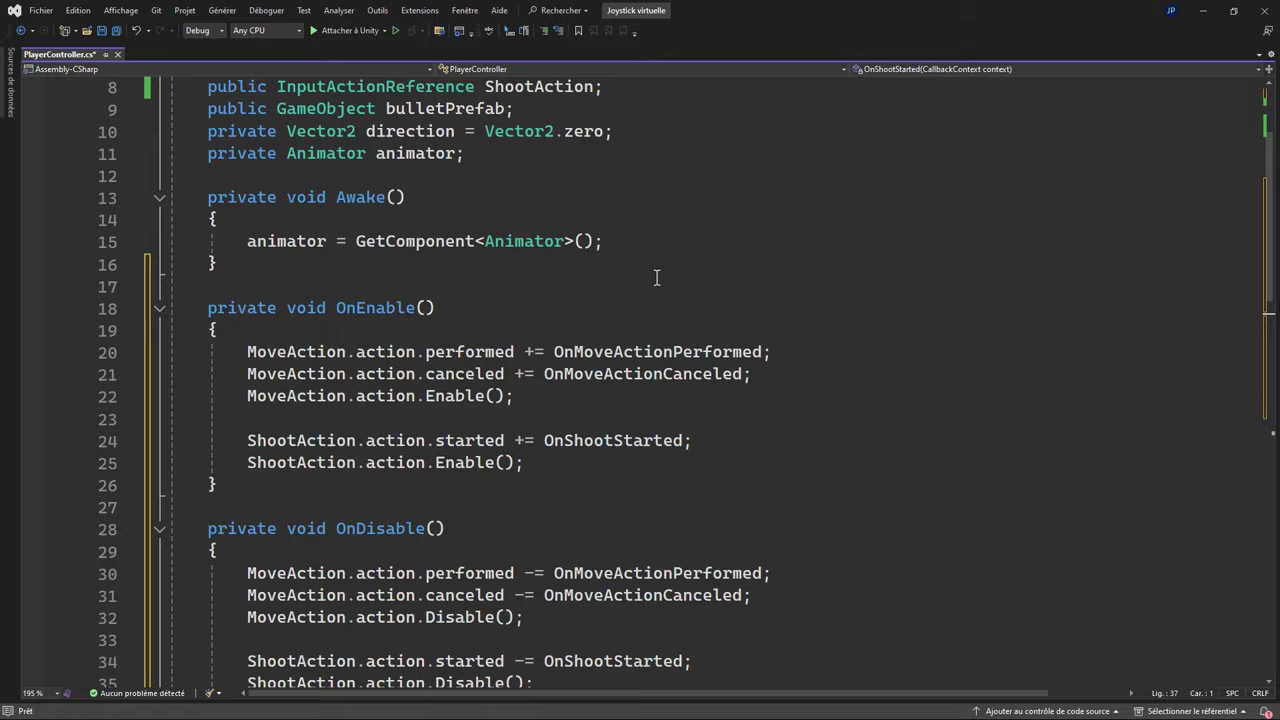 Fichier Edition Affichage Git Projet Générer Déboguer Test Analyser Outils Extensions Fenêtre Aide Rechercher Joystick virtuelle JP
Debug Any CPU Attacher à Unity
PlayerController.cs*
Assembly-CSharp PlayerController OnShootStarted(CallbackContext context)
Sources de données
8 public InputActionReference ShootAction;
9 public GameObject bulletPrefab;
10 private Vector2 direction = Vector2.zero;
11 private Animator animator;
12
13 private void Awake()
14 {
15 animator = GetComponent<Animator>();
16 }
17
18 private void OnEnable()
19 {
20 MoveAction.action.performed += OnMoveActionPerformed;
21 MoveAction.action.canceled += OnMoveActionCanceled;
22 MoveAction.action.Enable();
23
24 ShootAction.action.started += OnShootStarted;
25 ShootAction.action.Enable();
26 }
27
28 private void OnDisable()
29 {
30 MoveAction.action.performed -= OnMoveActionPerformed;
31 MoveAction.action.canceled -= OnMoveActionCanceled;
32 MoveAction.action.Disable();
33
34 ShootAction.action.started -= OnShootStarted;
35 ShootAction.action.Disable();
195 % Aucun problème détecté Lig. : 37 Car. : 1 SPC CRLF
Prêt Ajouter au contrôle de code source Sélectionner le référentiel